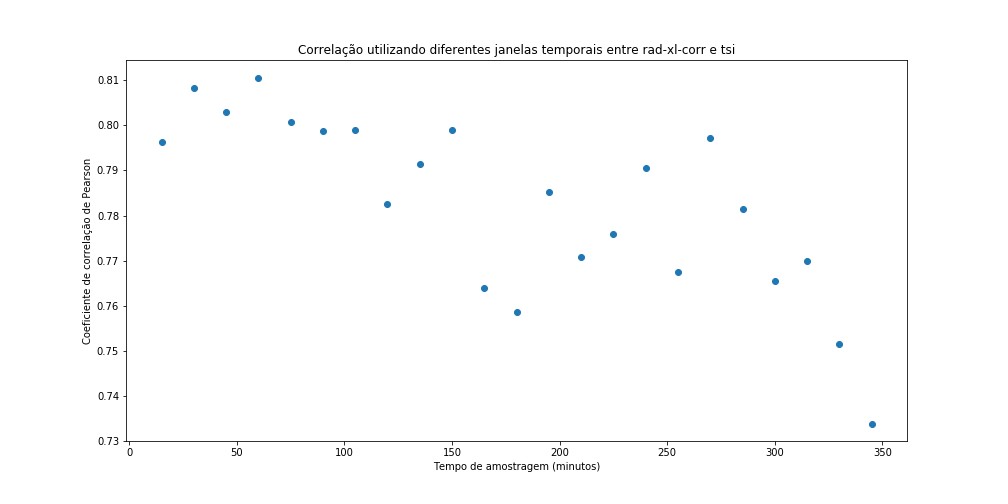 Correlação utilizando diferentes janelas temporais entre rad-xl-corr e tsi
Coeficiente de correlação de Pearson
0.81
0.80
0.79
0.78
0.77
0.76
0.75
0.74
0.73
0 50 100 150 200 250 300 350
Tempo de amostragem (minutos)